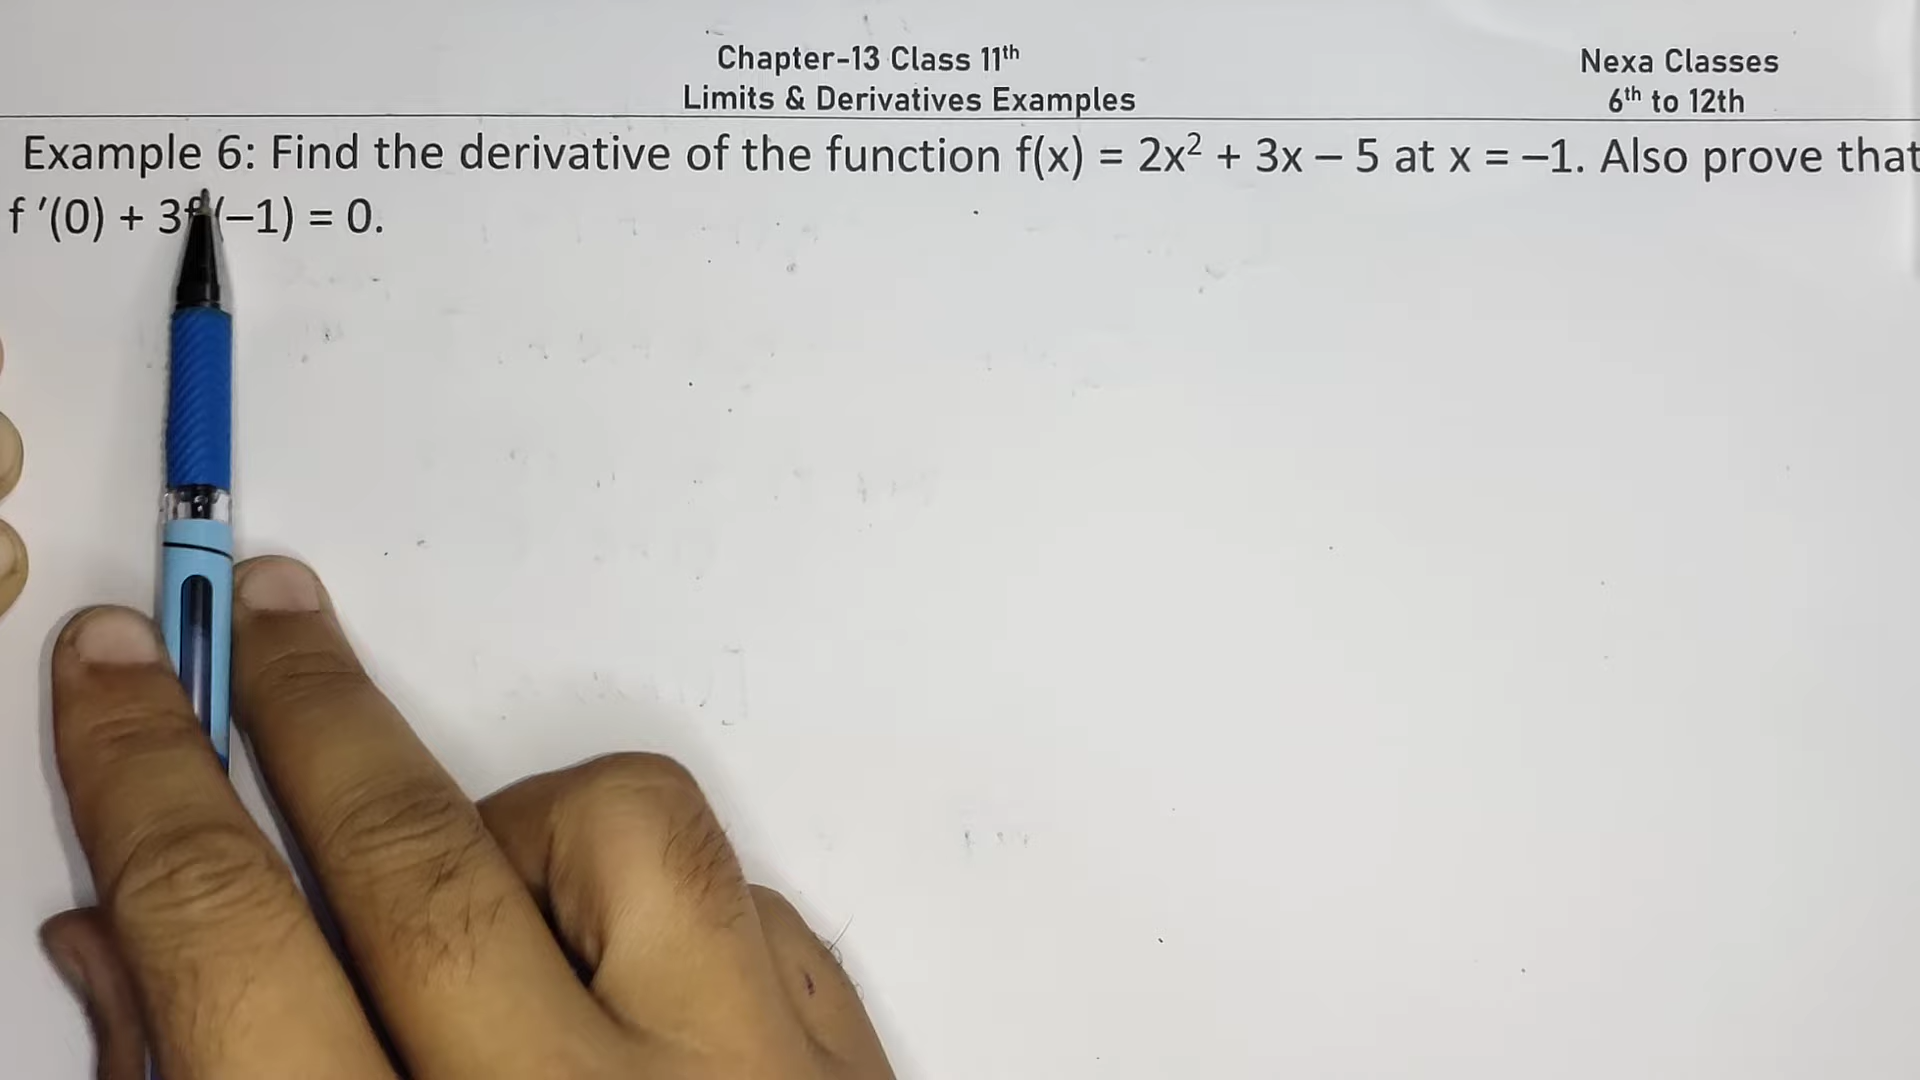 Chapter-13 Class 11th
Limits & Derivatives Examples
Nexa Classes
6th to 12th
Example 6: Find the derivative of the function f(x) = 2x² + 3x – 5 at x = –1. Also prove that
f ′(0) + 3f (–1) = 0.